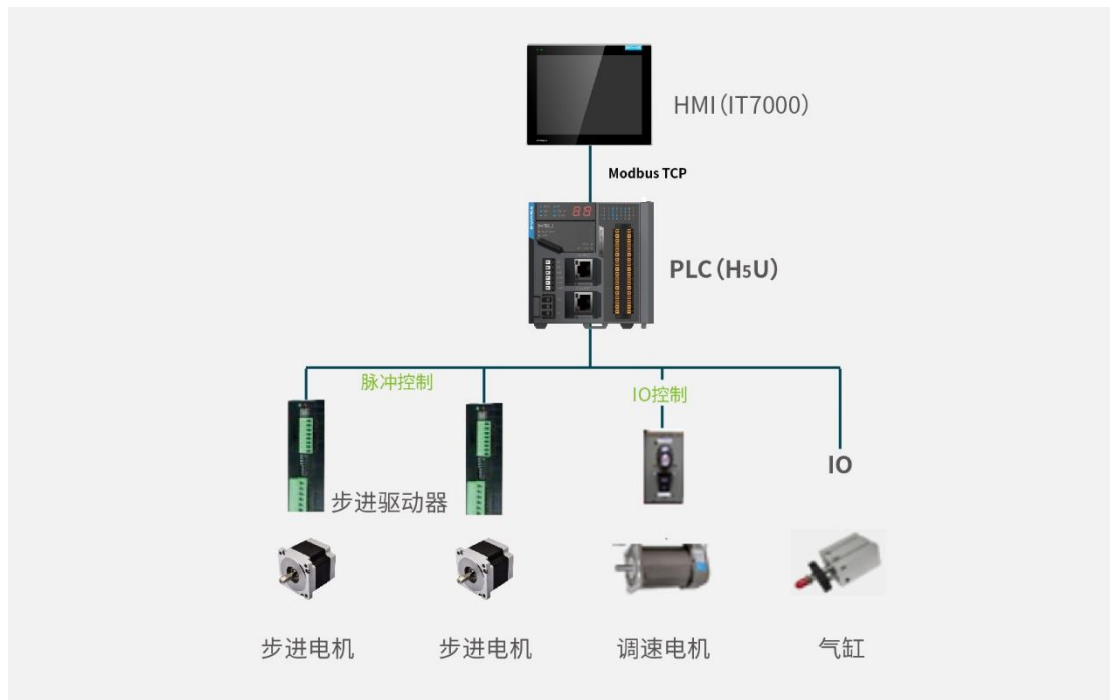 HMI(IT7000)
Modbus TCP
88
PLC(H5U)
脉冲控制
IO控制
IO
步进驱动器
步进电机
步进电机
调速电机
气缸